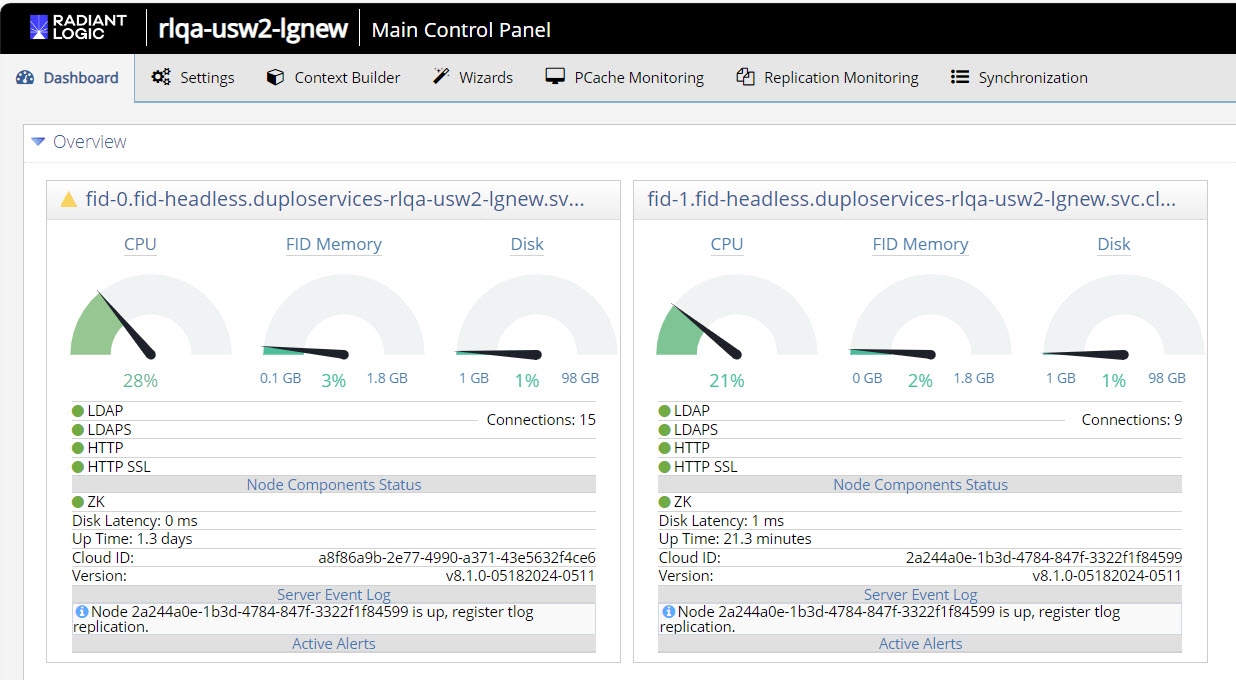 RADIANT LOGIC rlqa-usw2-lgnew Main Control Panel
Dashboard Settings Context Builder Wizards PCache Monitoring Replication Monitoring Synchronization
Overview
fid-0.fid-headless.duploservices-rlqa-usw2-lgnew.sv...
CPU FID Memory Disk
28% 0.1 GB 3% 1.8 GB 1 GB 1% 98 GB
LDAP
Connections: 15
LDAPS
HTTP
HTTP SSL
Node Components Status
ZK
Disk Latency: 0 ms
Up Time: 1.3 days
Cloud ID: a8f86a9b-2e77-4990-a371-43e5632f4ce6
Version: v8.1.0-05182024-0511
Server Event Log
Node 2a244a0e-1b3d-4784-847f-3322f1f84599 is up, register tlog
replication.
Active Alerts
fid-1.fid-headless.duploservices-rlqa-usw2-lgnew.svc.cl...
CPU FID Memory Disk
21% 0 GB 2% 1.8 GB 1 GB 1% 98 GB
LDAP
Connections: 9
LDAPS
HTTP
HTTP SSL
Node Components Status
ZK
Disk Latency: 1 ms
Up Time: 21.3 minutes
Cloud ID: 2a244a0e-1b3d-4784-847f-3322f1f84599
Version: v8.1.0-05182024-0511
Server Event Log
Node 2a244a0e-1b3d-4784-847f-3322f1f84599 is up, register tlog
replication.
Active Alerts